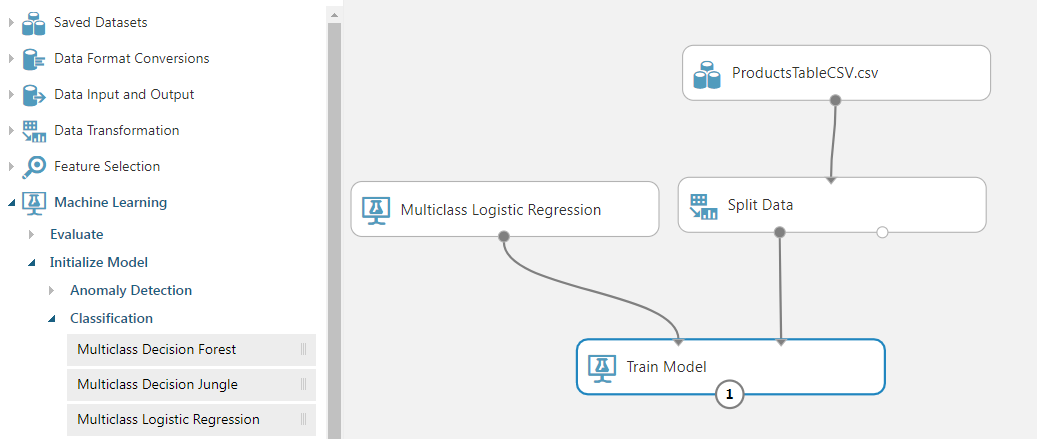 Saved Datasets
Data Format Conversions
Data Input and Output
Data Transformation
Feature Selection
Machine Learning
Evaluate
Initialize Model
Anomaly Detection
Classification
Multiclass Decision Forest
Multiclass Decision Jungle
Multiclass Logistic Regression
ProductsTableCSV.csv
Multiclass Logistic Regression
Split Data
Train Model
1